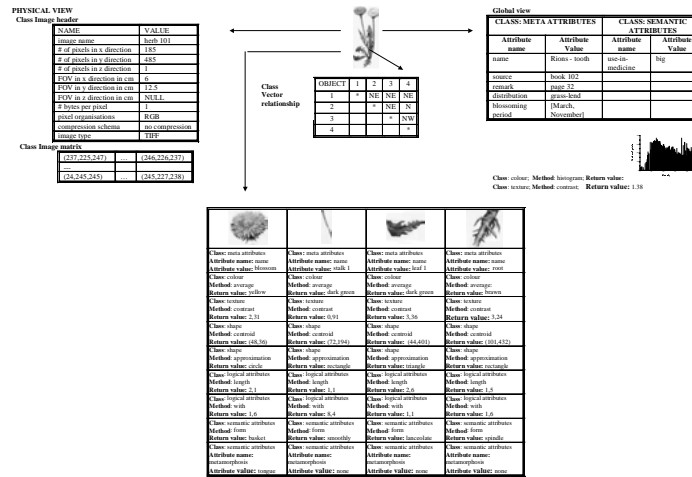 PHYSICAL VIEW
Class Image header
NAME VALUE
image name herb 101
# of pixels in x direction 185
# of pixels in y direction 485
# of pixels in z direction 1
FOV in x direction in cm 6
FOV in y direction in cm 12.5
FOV in z direction in cm NULL
# bytes per pixel 1
pixel organisations RGB
compression schema no compression
image type TIFF
Class Image matrix
(237,225,247) … (246,226,237)
....
(24,245,245) … (245,227,238)
Class
Vector
relationship
OBJECT 1 2 3 4
1 * NE NE NE
2 * NE N
3 * NW
4 *
Global view
CLASS: META ATTRIBUTES CLASS: SEMANTIC
ATTRIBUTES
Attribute Attribute Attribute Attribute
name Value name Value
name Rions - tooth use-in- big
medicine
source book 102
remark page 32
distribution grass-lend
blossoming [March,
period November]
Class: colour; Method: histogram; Return value:
Class: texture; Method: contrast; Return value: 1.38
Class: meta attributes Class: meta attributes Class: meta attributes Class: meta attributes
Attribute name: name Attribute name: name Attribute name: name Attribute name: name
Attribute value: blossom Attribute value: stalk 1 Attribute value: leaf 1 Attribute value: root
Class: colour Class: colour Class: colour Class: colour
Method: average Method: average Method: average Method: average:
Return value: yellow Return value: dark green Return value: dark green Return value: brawn
Class: texture Class: texture Class: texture Class: texture
Method: contrast Method: contrast Method: contrast Method: contrast
Return value: 2,31 Return value: 0,91 Return value: 3,36 Return value: 3,24
Class: shape Class: shape Class: shape Class: shape
Method: centroid Method: centroid Method: centroid Method: centroid
Return value: (48,36) Return value: (72,194) Return value: (44,401) Return value: (101,432)
Class: shape Class: shape Class: shape Class: shape
Method: approximation Method: approximation Method: approximation Method: approximation
Return value: circle Return value: rectangle Return value: triangle Return value: rectangle
Class: logical attributes Class: logical attributes Class: logical attributes Class: logical attributes
Method: length Method: length Method: length Method: length
Return value: 2,1 Return value: 1,1 Return value: 2,6 Return value: 1,5
Class: logical attributes Class: logical attributes Class: logical attributes Class: logical attributes
Method: with Method: with Method: with Method: with
Return value: 1,6 Return value: 8,4 Return value: 1,1 Return value: 1,6
Class: semantic attributes Class: semantic attributes Class: semantic attributes Class: semantic attributes
Method: form Method: form Method: form Method: form
Return value: basket Return value: smoothly Return value: lanceolate Return value: spindle
Class: semantic attributes Class: semantic attributes Class: semantic attributes Class: semantic attributes
Attribute name: Attribute name: Attribute name: Attribute name:
metamorphosis metamorphosis metamorphosis metamorphosis
Attribute value: tongue Attribute value: none Attribute value: none Attribute value: none